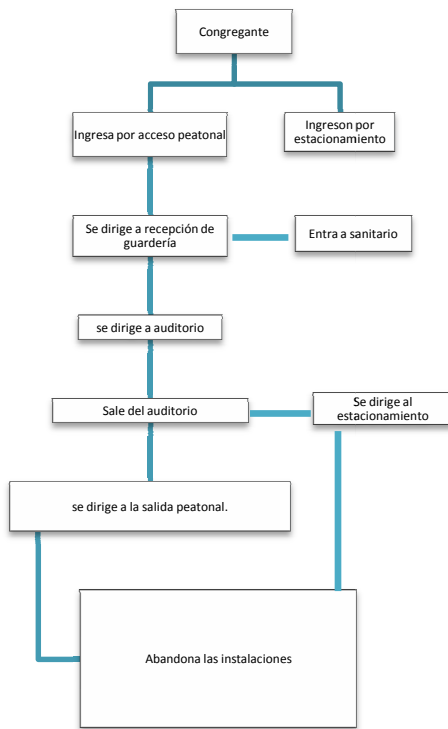 Congregante
Ingresa por acceso peatonal
Ingreson por
estacionamiento
Se dirige a recepción de
guardería
Entra a sanitario
se dirige a auditorio
Sale del auditorio
Se dirige al
estacionamiento
se dirige a la salida peatonal.
Abandona las instalaciones